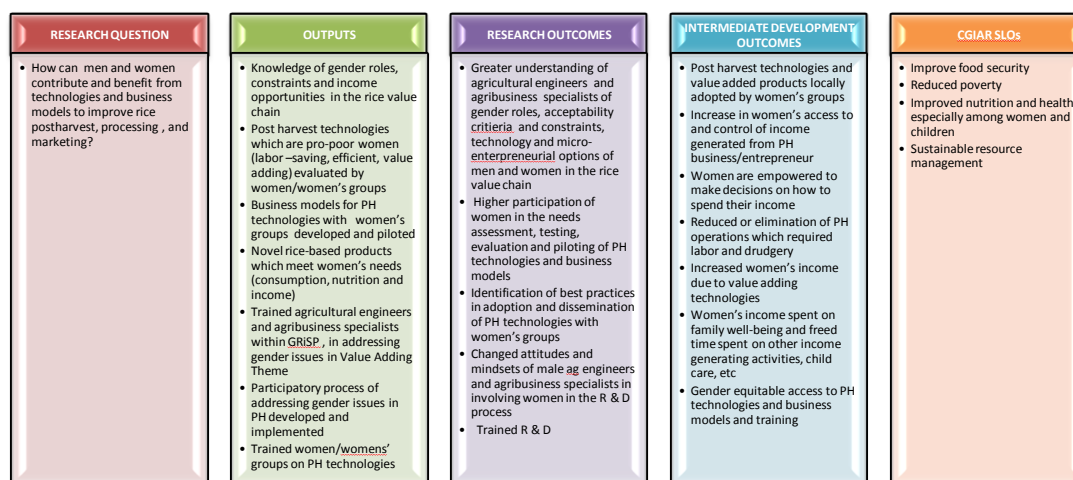 RESEARCH QUESTION
• How can men and women
contribute and benefit from
technologies and business
models to improve rice
postharvest, processing , and
marketing?
OUTPUTS
• Knowledge of gender roles,
constraints and income
opportunities in the rice value
chain
• Post harvest technologies
which are pro-poor women
(labor –saving, efficient, value
adding) evaluated by
women/women's groups
• Business models for PH
technologies with women's
groups developed and piloted
• Novel rice-based products
which meet women's needs
(consumption, nutrition and
income)
• Trained agricultural engineers
and agribusiness specialists
within GRiSP , in addressing
gender issues in Value Adding
Theme
• Participatory process of
addressing gender issues in
PH developed and
implemented
• Trained women/womens'
groups on PH technologies
RESEARCH OUTCOMES
• Greater understanding of
agricultural engineers and
agribusiness specialists of
gender roles, acceptability
critieria and constraints,
technology and micro-
enterpreneurial options of
men and women in the rice
value chain
• Higher participation of
women in the needs
assessment, testing,
evaluation and piloting of PH
technologies and business
models
• Identification of best practices
in adoption and dissemination
of PH technologies with
women's groups
• Changed attitudes and
mindsets of male ag engineers
and agribusiness specialists in
involving women in the R & D
process
• Trained R & D
INTERMEDIATE DEVELOPMENT
OUTCOMES
• Post harvest technologies and
value added products locally
adopted by women's groups
• Increase in women's access to
and control of income
generated from PH
business/entrepreneur
• Women are empowered to
make decisions on how to
spend their income
• Reduced or elimination of PH
operations which required
labor and drudgery
• Increased women's income
due to value adding
technologies
• Women's income spent on
family well-being and freed
time spent on other income
generating activities, child
care, etc
• Gender equitable access to PH
technologies and business
models and training
CGIAR SLOs
• Improve food security
• Reduced poverty
• Improved nutrition and health
especially among women and
children
• Sustainable resource
management